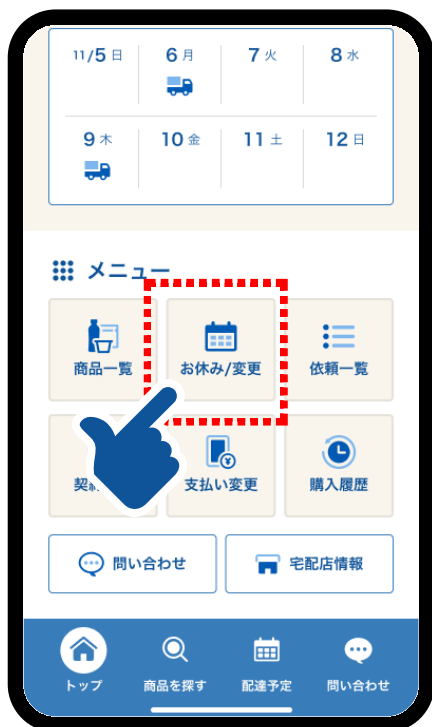 11/5 日 6 月 7 火 8 水
9 木 10 金 11 土 12 日
メニュー
商品一覧 お休み/変更 依頼一覧
契 支払い変更 購入履歴
¥
問い合わせ 宅配店情報
トップ 商品を探す 配達予定 問い合わせ